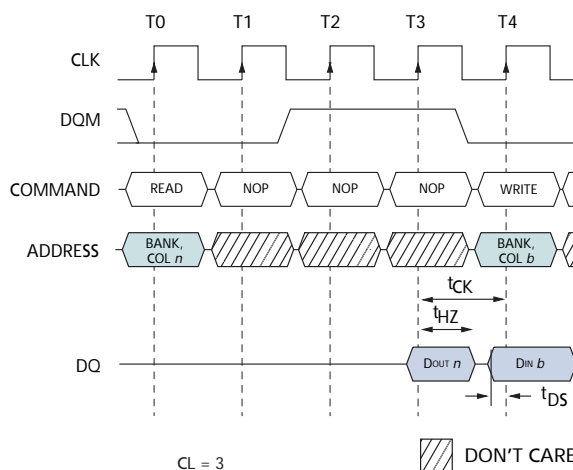 T0 T1 T2 T3 T4
CLK
DQM
COMMAND READ NOP NOP NOP WRITE
ADDRESS BANK, COL n BANK, COL b
tCK
tHZ
DQ DOUT n DIN b
tDS
CL = 3
DON'T CARE